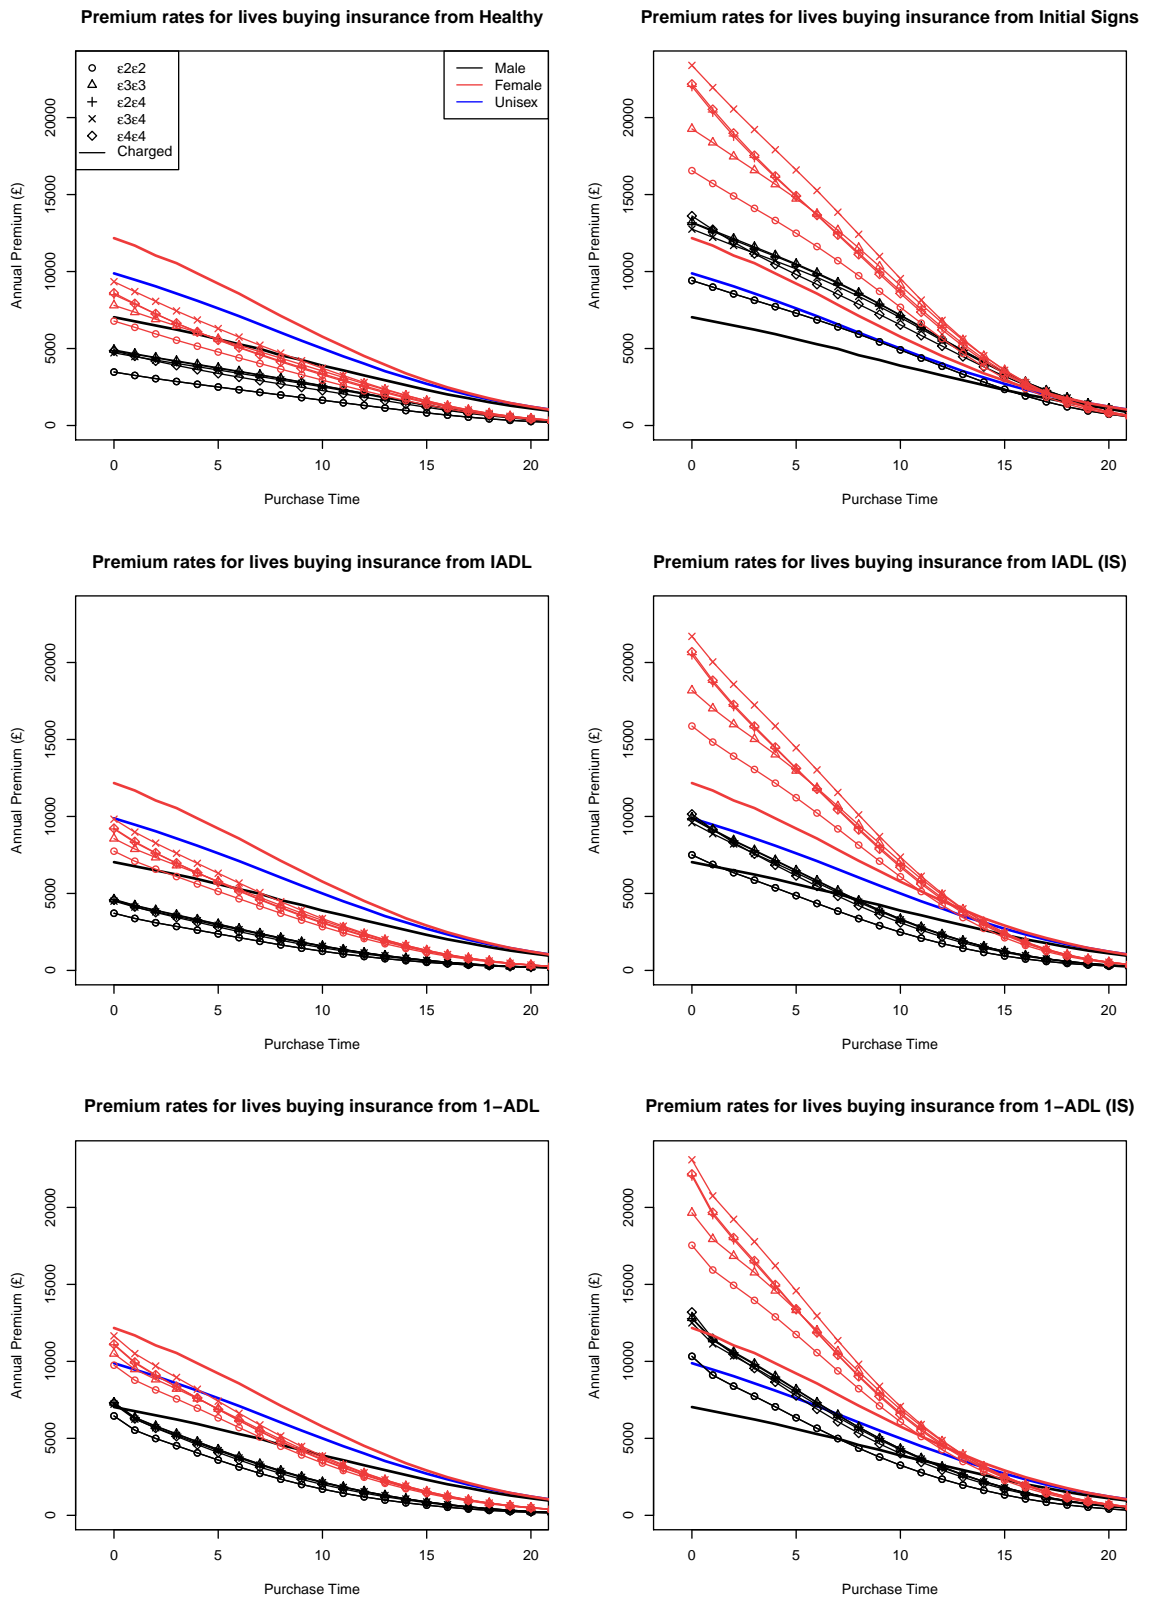 Premium rates for lives buying insurance from Healthy
ε2ε2
ε3ε3
ε2ε4
ε3ε4
ε4ε4
Charged
Male
Female
Unisex
Annual Premium (£)
0
5000
10000
15000
20000
0 5 10 15 20
Purchase Time
Premium rates for lives buying insurance from Initial Signs
Annual Premium (£)
0
5000
10000
15000
20000
0 5 10 15 20
Purchase Time
Premium rates for lives buying insurance from IADL
Annual Premium (£)
0
5000
10000
15000
20000
0 5 10 15 20
Purchase Time
Premium rates for lives buying insurance from IADL (IS)
Annual Premium (£)
0
5000
10000
15000
20000
0 5 10 15 20
Purchase Time
Premium rates for lives buying insurance from 1−ADL
Annual Premium (£)
0
5000
10000
15000
20000
0 5 10 15 20
Purchase Time
Premium rates for lives buying insurance from 1−ADL (IS)
Annual Premium (£)
0
5000
10000
15000
20000
0 5 10 15 20
Purchase Time